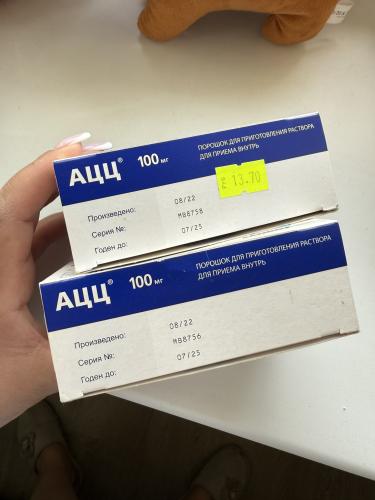 АЦЦ® 100 мг
ПОРОШОК ДЛЯ ПРИГОТОВЛЕНИЯ РАСТВОРА
ДЛЯ ПРИЕМА ВНУТРЬ
13.70
Произведено: 08/22
Серия №: МВ8758
Годен до: 07/25
АЦЦ® 100 мг
ПОРОШОК ДЛЯ ПРИГОТОВЛЕНИЯ РАСТВОРА
ДЛЯ ПРИЕМА ВНУТРЬ
Произведено: 08/22
Серия №: МВ8756
Годен до: 07/25